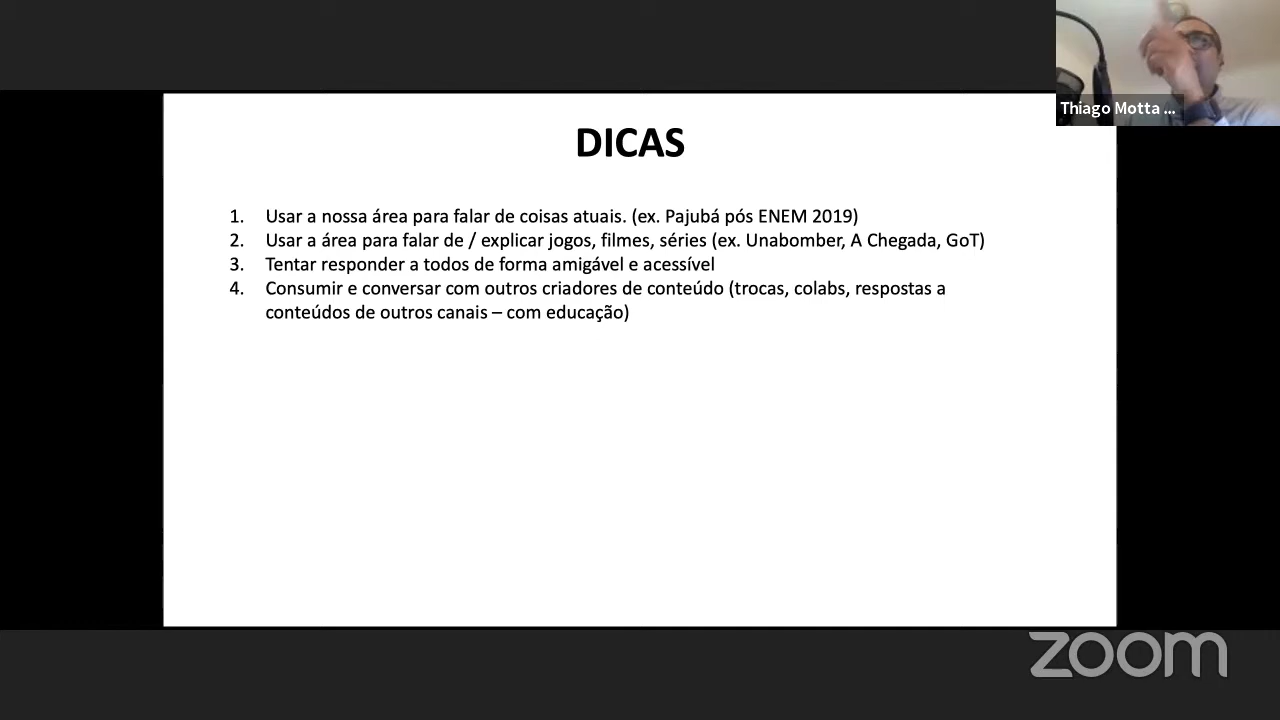 Thiago Motta ...
DICAS
1. Usar a nossa área para falar de coisas atuais. (ex. Pajubá pós ENEM 2019)
2. Usar a área para falar de / explicar jogos, filmes, séries (ex. Unabomber, A Chegada, GoT)
3. Tentar responder a todos de forma amigável e acessível
4. Consumir e conversar com outros criadores de conteúdo (trocas, colabs, respostas a
conteúdos de outros canais – com educação)
zoom